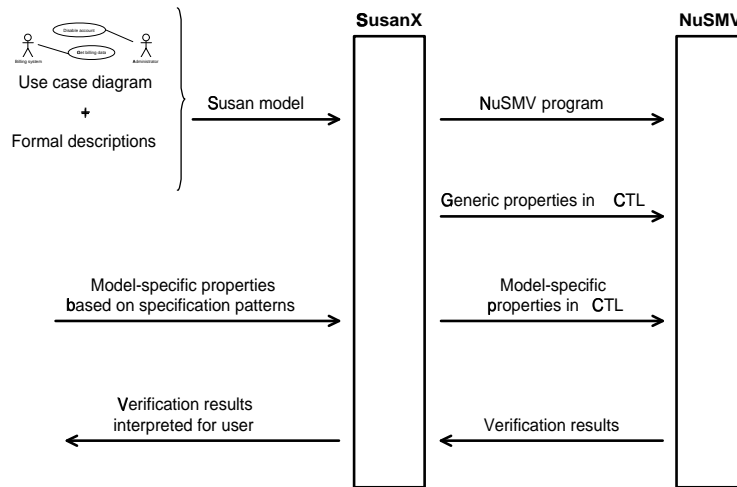 SusanX
NuSMV
Disable account
Get billing data
Billing system
Administrator
Use case diagram
+
Formal descriptions
Susan model
NuSMV program
Generic properties in CTL
Model-specific properties
based on specification patterns
Model-specific
properties in CTL
Verification results
interpreted for user
Verification results